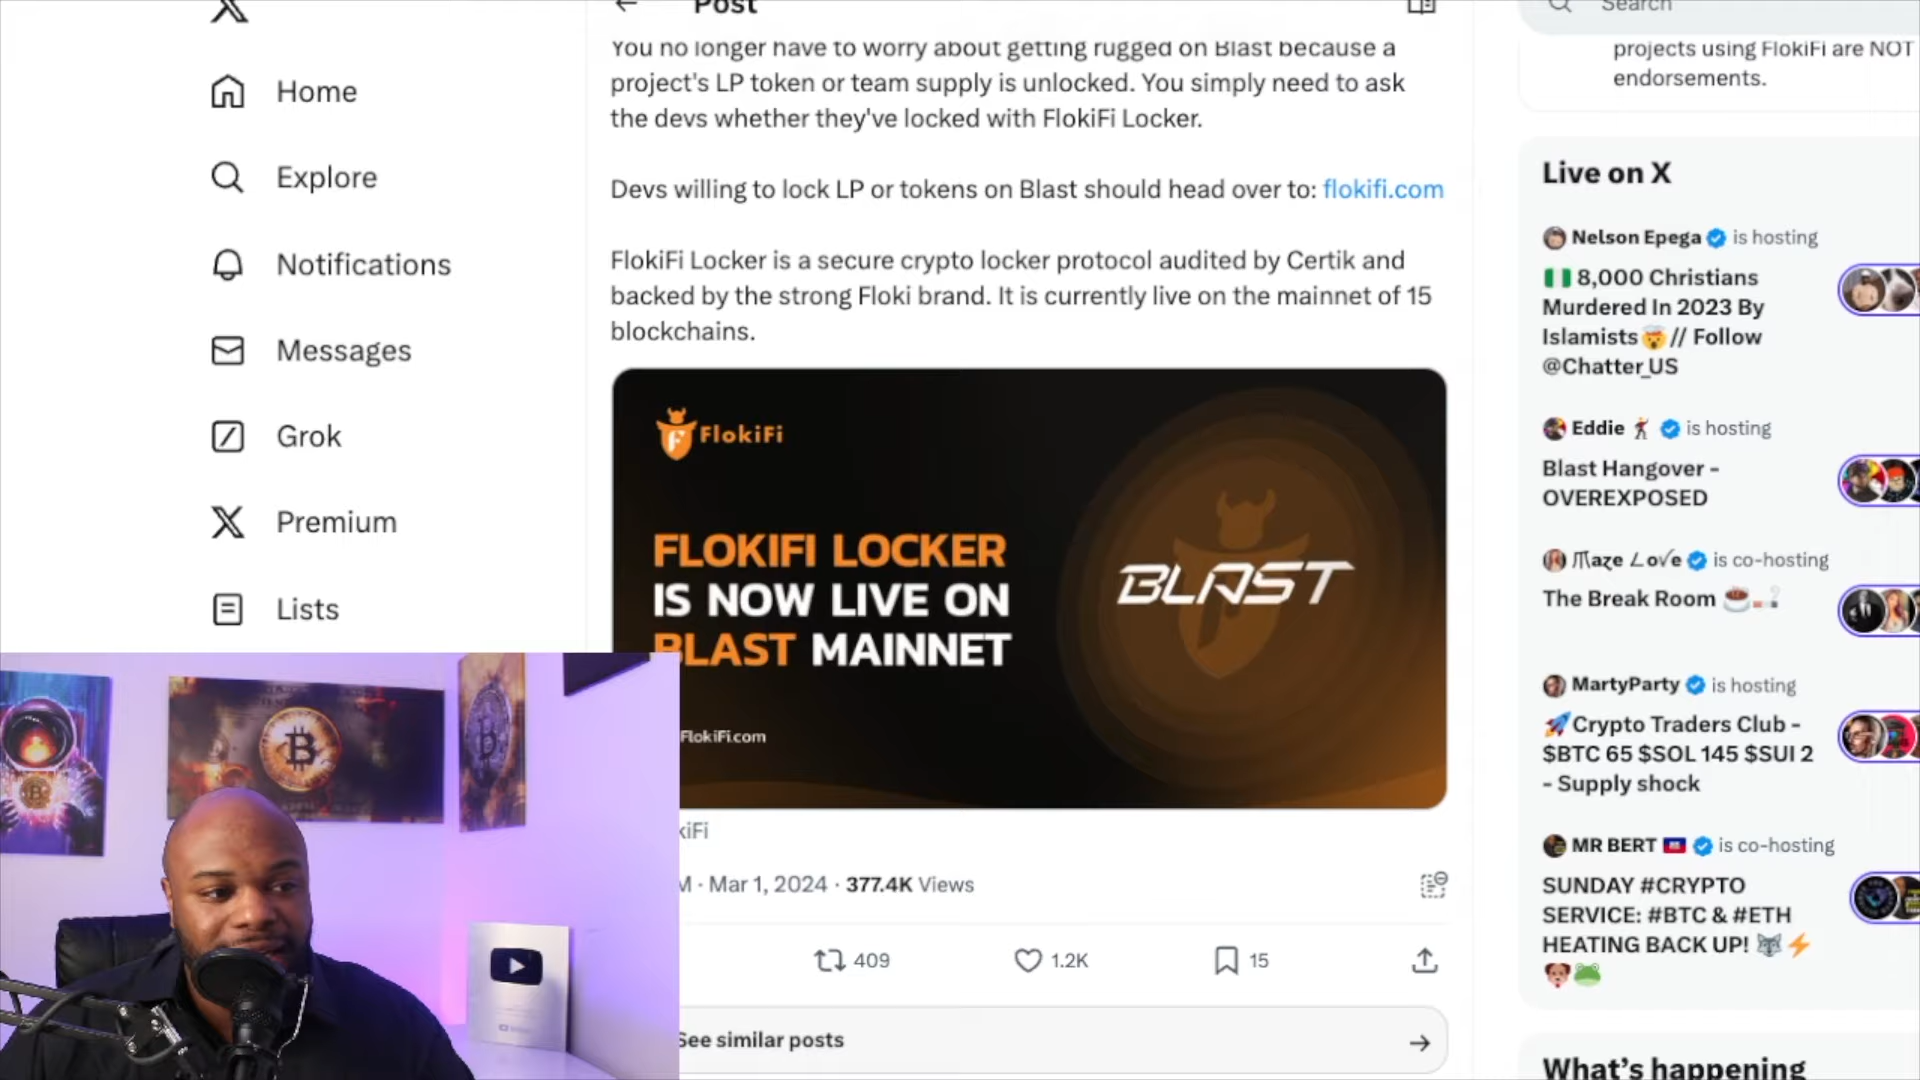 Post
Search
Home
Explore
Notifications
Messages
Grok
Premium
Lists
You no longer have to worry about getting rugged on Blast because a
project's LP token or team supply is unlocked. You simply need to ask
the devs whether they've locked with FlokiFi Locker.
Devs willing to lock LP or tokens on Blast should head over to: flokifi.com
FlokiFi Locker is a secure crypto locker protocol audited by Certik and
backed by the strong Floki brand. It is currently live on the mainnet of 15
blockchains.
FlokiFi
FLOKIFI LOCKER
IS NOW LIVE ON
BLAST MAINNET
BLAST
FlokiFi.com
kiFi
M · Mar 1, 2024 · 377.4K Views
409
1.2K
15
See similar posts
projects using FlokiFi are NOT
endorsements.
Live on X
Nelson Epega is hosting
🇳🇬 8,000 Christians
Murdered In 2023 By
Islamists🤯// Follow
@Chatter_US
Eddie 🕺 is hosting
Blast Hangover -
OVEREXPOSED
is co-hosting
The Break Room ☕🚬
MartyParty is hosting
🚀Crypto Traders Club -
$BTC 65 $SOL 145 $SUI 2
- Supply shock
MR BERT 🇭🇹 is co-hosting
SUNDAY #CRYPTO
SERVICE: #BTC & #ETH
HEATING BACK UP! 🐺⚡
🐶🐸
What's happening